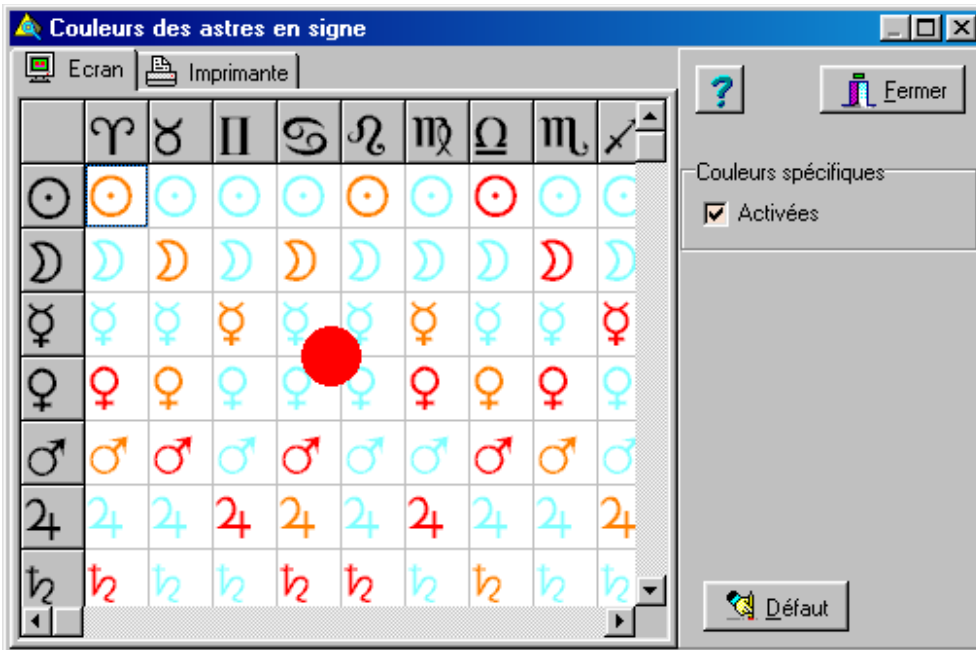 Couleurs des astres en signe
Ecran Imprimante
? Fermer
♈ ♉ ♊ ♋ ♌ ♍ ♎ ♏ ♐
Couleurs spécifiques
Activées
☉ ☉ ☉ ☉ ☉ ☉ ☉ ☉ ☉ ☉
☽ ☽ ☽ ☽ ☽ ☽ ☽ ☽ ☽ ☽
☿ ☿ ☿ ☿ ☿ ☿ ☿ ☿ ☿ ☿
♀ ♀ ♀ ♀ ♀ ♀ ♀ ♀ ♀ ♀
♂ ♂ ♂ ♂ ♂ ♂ ♂ ♂ ♂ ♂
♃ ♃ ♃ ♃ ♃ ♃ ♃ ♃ ♃ ♃
♄ ♄ ♄ ♄ ♄ ♄ ♄ ♄ ♄ ♄
Défaut